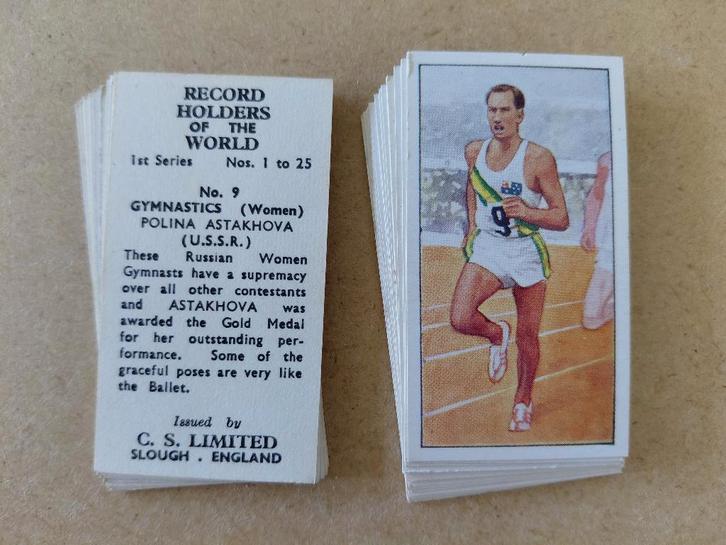 RECORD
HOLDERS
OF THE
WORLD
1st Series Nos. 1 to 25
No. 9
GYMNASTICS (Women)
POLINA ASTAKHOVA
(U.S.S.R.)
These Russian Women
Gymnasts have a supremacy
over all other contestants
and ASTAKHOVA was
awarded the Gold Medal
for her outstanding per-
formance. Some of the
graceful poses are very like
the Ballet.
Issued by
C. S. LIMITED
SLOUGH . ENGLAND
9